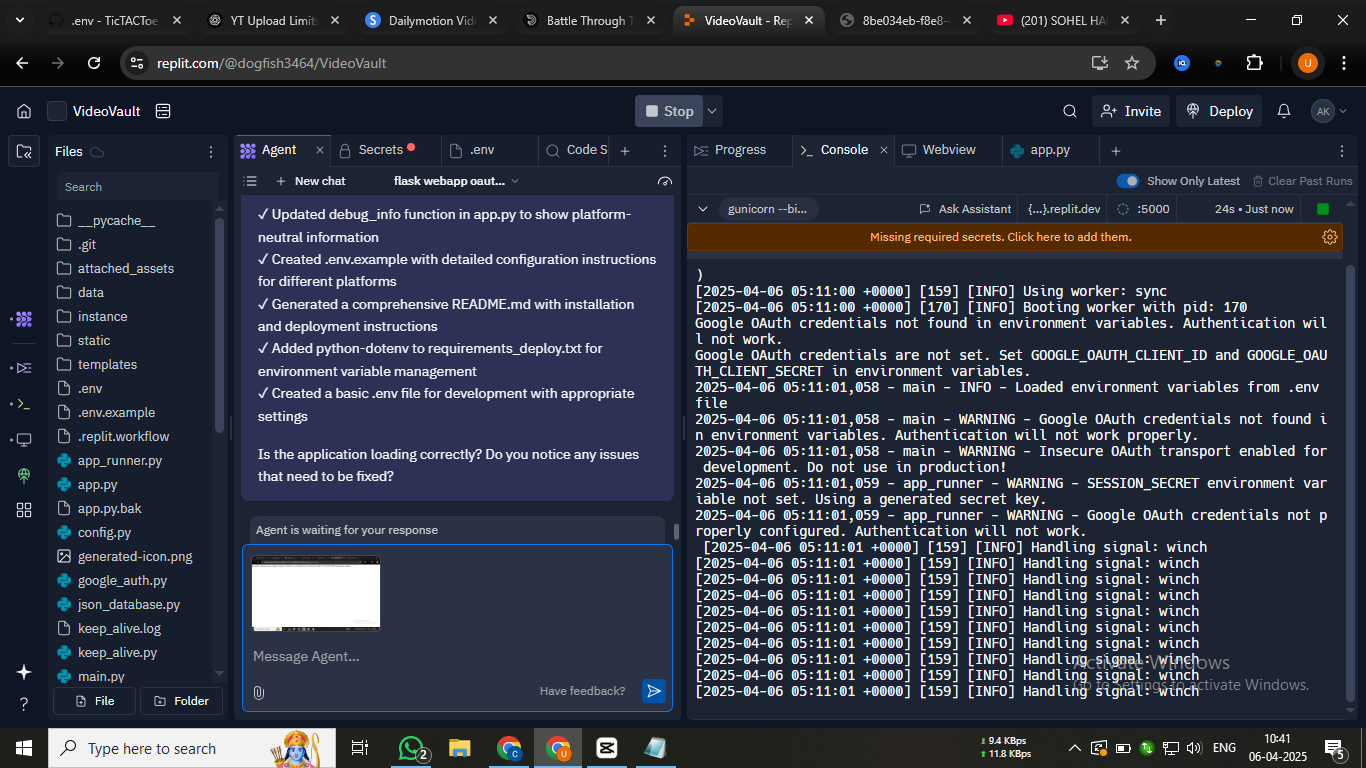 .env - TicTACToe
YT Upload Limits
Dailymotion Vid
Battle Through T
VideoVault - Rep
8be034eb-f8e8-
(201) SOHEL HA
replit.com/@dogfish3464/VideoVault
U
VideoVault
Stop
Invite
Deploy
AK
Files
Search
__pycache__
.git
attached_assets
data
instance
static
templates
.env
.env.example
.replit.workflow
app_runner.py
app.py
app.py.bak
config.py
generated-icon.png
google_auth.py
json_database.py
keep_alive.log
keep_alive.py
main.py
File
Folder
Agent
Secrets
.env
Code S
New chat
flask webapp oaut...
✓ Updated debug_info function in app.py to show platform-
neutral information
✓ Created .env.example with detailed configuration instructions
for different platforms
✓ Generated a comprehensive README.md with installation
and deployment instructions
✓ Added python-dotenv to requirements_deploy.txt for
environment variable management
✓ Created a basic .env file for development with appropriate
settings
Is the application loading correctly? Do you notice any issues
that need to be fixed?
Agent is waiting for your response
Message Agent...
Have feedback?
Progress
Console
Webview
app.py
Show Only Latest
Clear Past Runs
gunicorn --bi...
Ask Assistant
{...}.replit.dev
:5000
24s • Just now
Missing required secrets. Click here to add them.
)
[2025-04-06 05:11:00 +0000] [159] [INFO] Using worker: sync
[2025-04-06 05:11:00 +0000] [170] [INFO] Booting worker with pid: 170
Google OAuth credentials not found in environment variables. Authentication wil
l not work.
Google OAuth credentials are not set. Set GOOGLE_OAUTH_CLIENT_ID and GOOGLE_OAU
TH_CLIENT_SECRET in environment variables.
2025-04-06 05:11:01,058 - main - INFO - Loaded environment variables from .env
file
2025-04-06 05:11:01,058 - main - WARNING - Google OAuth credentials not found i
n environment variables. Authentication will not work properly.
2025-04-06 05:11:01,058 - main - WARNING - Insecure OAuth transport enabled for
development. Do not use in production!
2025-04-06 05:11:01,059 - app_runner - WARNING - SESSION_SECRET environment var
iable not set. Using a generated secret key.
2025-04-06 05:11:01,059 - app_runner - WARNING - Google OAuth credentials not p
roperly configured. Authentication will not work.
[2025-04-06 05:11:01 +0000] [159] [INFO] Handling signal: winch
[2025-04-06 05:11:01 +0000] [159] [INFO] Handling signal: winch
[2025-04-06 05:11:01 +0000] [159] [INFO] Handling signal: winch
[2025-04-06 05:11:01 +0000] [159] [INFO] Handling signal: winch
[2025-04-06 05:11:01 +0000] [159] [INFO] Handling signal: winch
[2025-04-06 05:11:01 +0000] [159] [INFO] Handling signal: winch
[2025-04-06 05:11:01 +0000] [159] [INFO] Handling signal: winch
[2025-04-06 05:11:01 +0000] [159] [INFO] Handling signal: winch
[2025-04-06 05:11:01 +0000] [159] [INFO] Handling signal: winch
[2025-04-06 05:11:01 +0000] [159] [INFO] Handling signal: winch
Activate Windows
Go to Settings to activate Windows.
Type here to search
2
9.4 KBps
11.8 KBps
ENG
10:41
06-04-2025
5